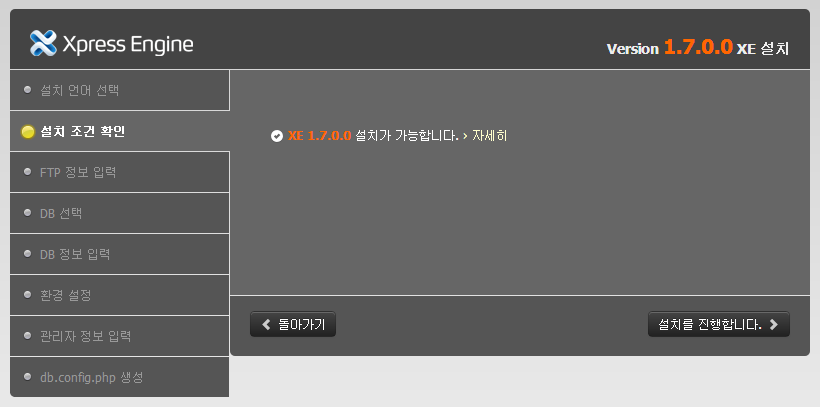 Xpress Engine
Version 1.7.0.0 XE 설치
설치 언어 선택
설치 조건 확인
FTP 정보 입력
DB 선택
DB 정보 입력
환경 설정
관리자 정보 입력
db.config.php 생성
XE 1.7.0.0 설치가 가능합니다. › 자세히
돌아가기
설치를 진행합니다.